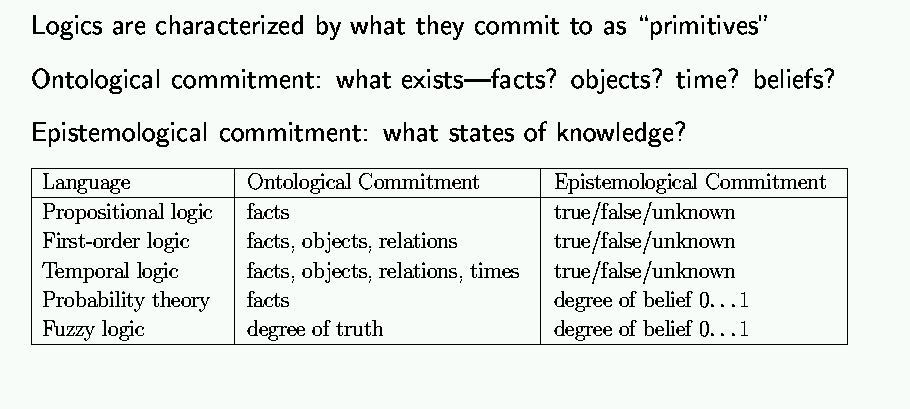 Logics are characterized by what they commit to as “primitives”
Ontological commitment: what exists—facts? objects? time? beliefs?
Epistemological commitment: what states of knowledge?
Language Ontological Commitment Epistemological Commitment
Propositional logic facts true/false/unknown
First-order logic facts, objects, relations true/false/unknown
Temporal logic facts, objects, relations, times true/false/unknown
Probability theory facts degree of belief 0…1
Fuzzy logic degree of truth degree of belief 0…1